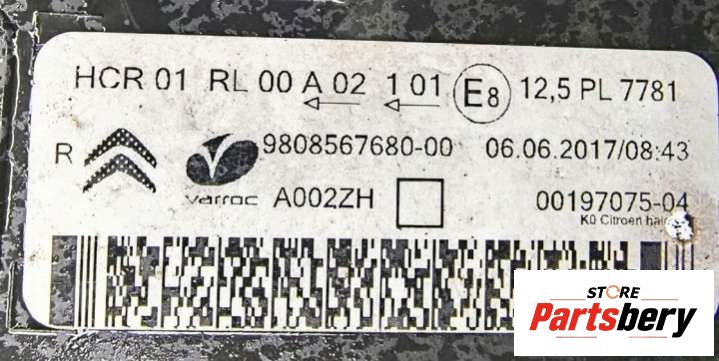 HCR 01 RL 00 A 02 1 01 E8 12,5 PL 7781
R varroc 9808567680-00 06.06.2017/08:43
A002ZH 00197075-04
K0 Citroen
STORE
Partsbery